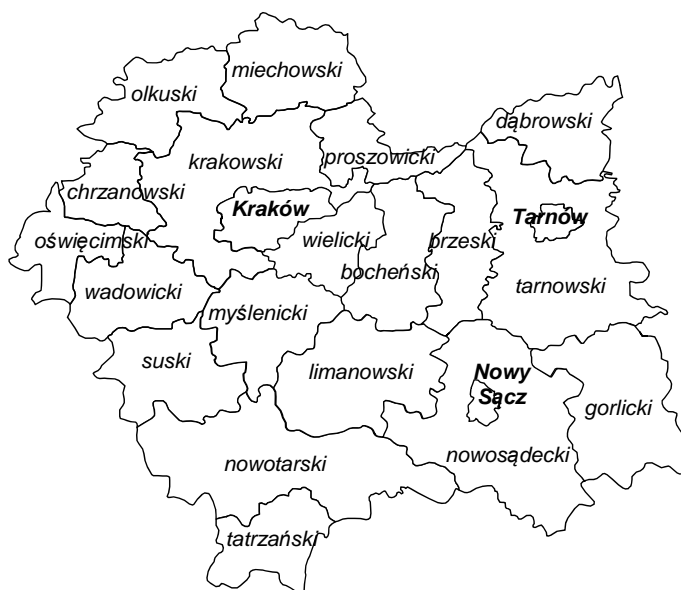 miechowski
olkuski
dąbrowski
krakowski
proszowicki
chrzanowski
Kraków
Tarnów
oświęcimski
wielicki
brzeski
bocheński
wadowicki
tarnowski
myślenicki
suski
limanowski
Nowy
Sącz
gorlicki
nowotarski
nowosądecki
tatrzański